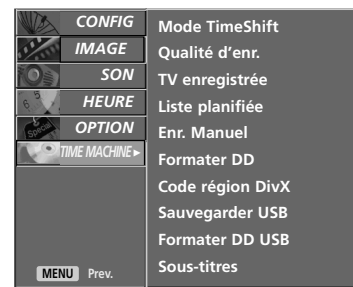 CONFIG
IMAGE
SON
HEURE
OPTION
TIME MACHINE
MENU Prev.
Mode TimeShift
Qualité d'enr.
TV enregistrée
Liste planifiée
Enr. Manuel
Formater DD
Code région DivX
Sauvegarder USB
Formater DD USB
Sous-titres